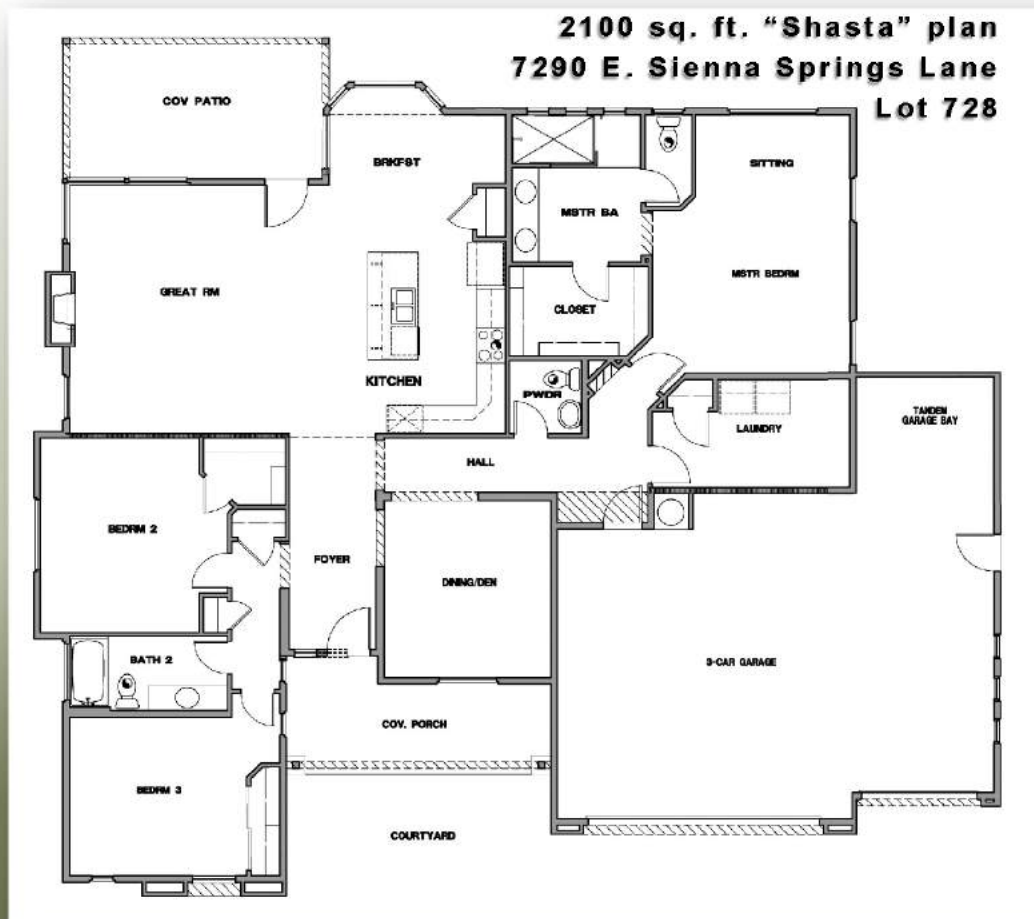 2100 sq. ft. “Shasta” plan
7290 E. Sienna Springs Lane
Lot 728
COV PATIO
BRKFST
SITTING
MSTR BA
MSTR BEDRM
GREAT RM
CLOSET
KITCHEN
PWDR
TANDEM
GARAGE BAY
LAUNDRY
HALL
BEDRM 2
FOYER
DINING/DEN
BATH 2
3-CAR GARAGE
COV. PORCH
BEDRM 3
COURTYARD